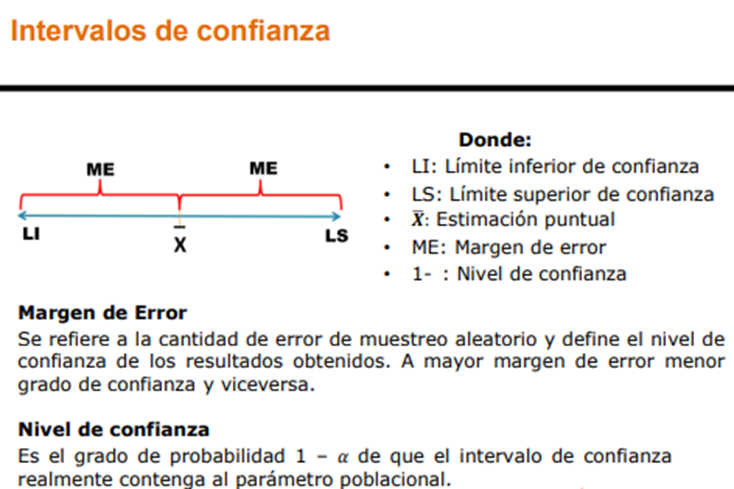 Intervalos de confianza
ME ME
LI X̄ LS
Donde:
• LI: Límite inferior de confianza
• LS: Límite superior de confianza
• X̄: Estimación puntual
• ME: Margen de error
• 1- : Nivel de confianza
Margen de Error
Se refiere a la cantidad de error de muestreo aleatorio y define el nivel de
confianza de los resultados obtenidos. A mayor margen de error menor
grado de confianza y viceversa.
Nivel de confianza
Es el grado de probabilidad 1 – α de que el intervalo de confianza
realmente contenga al parámetro poblacional.